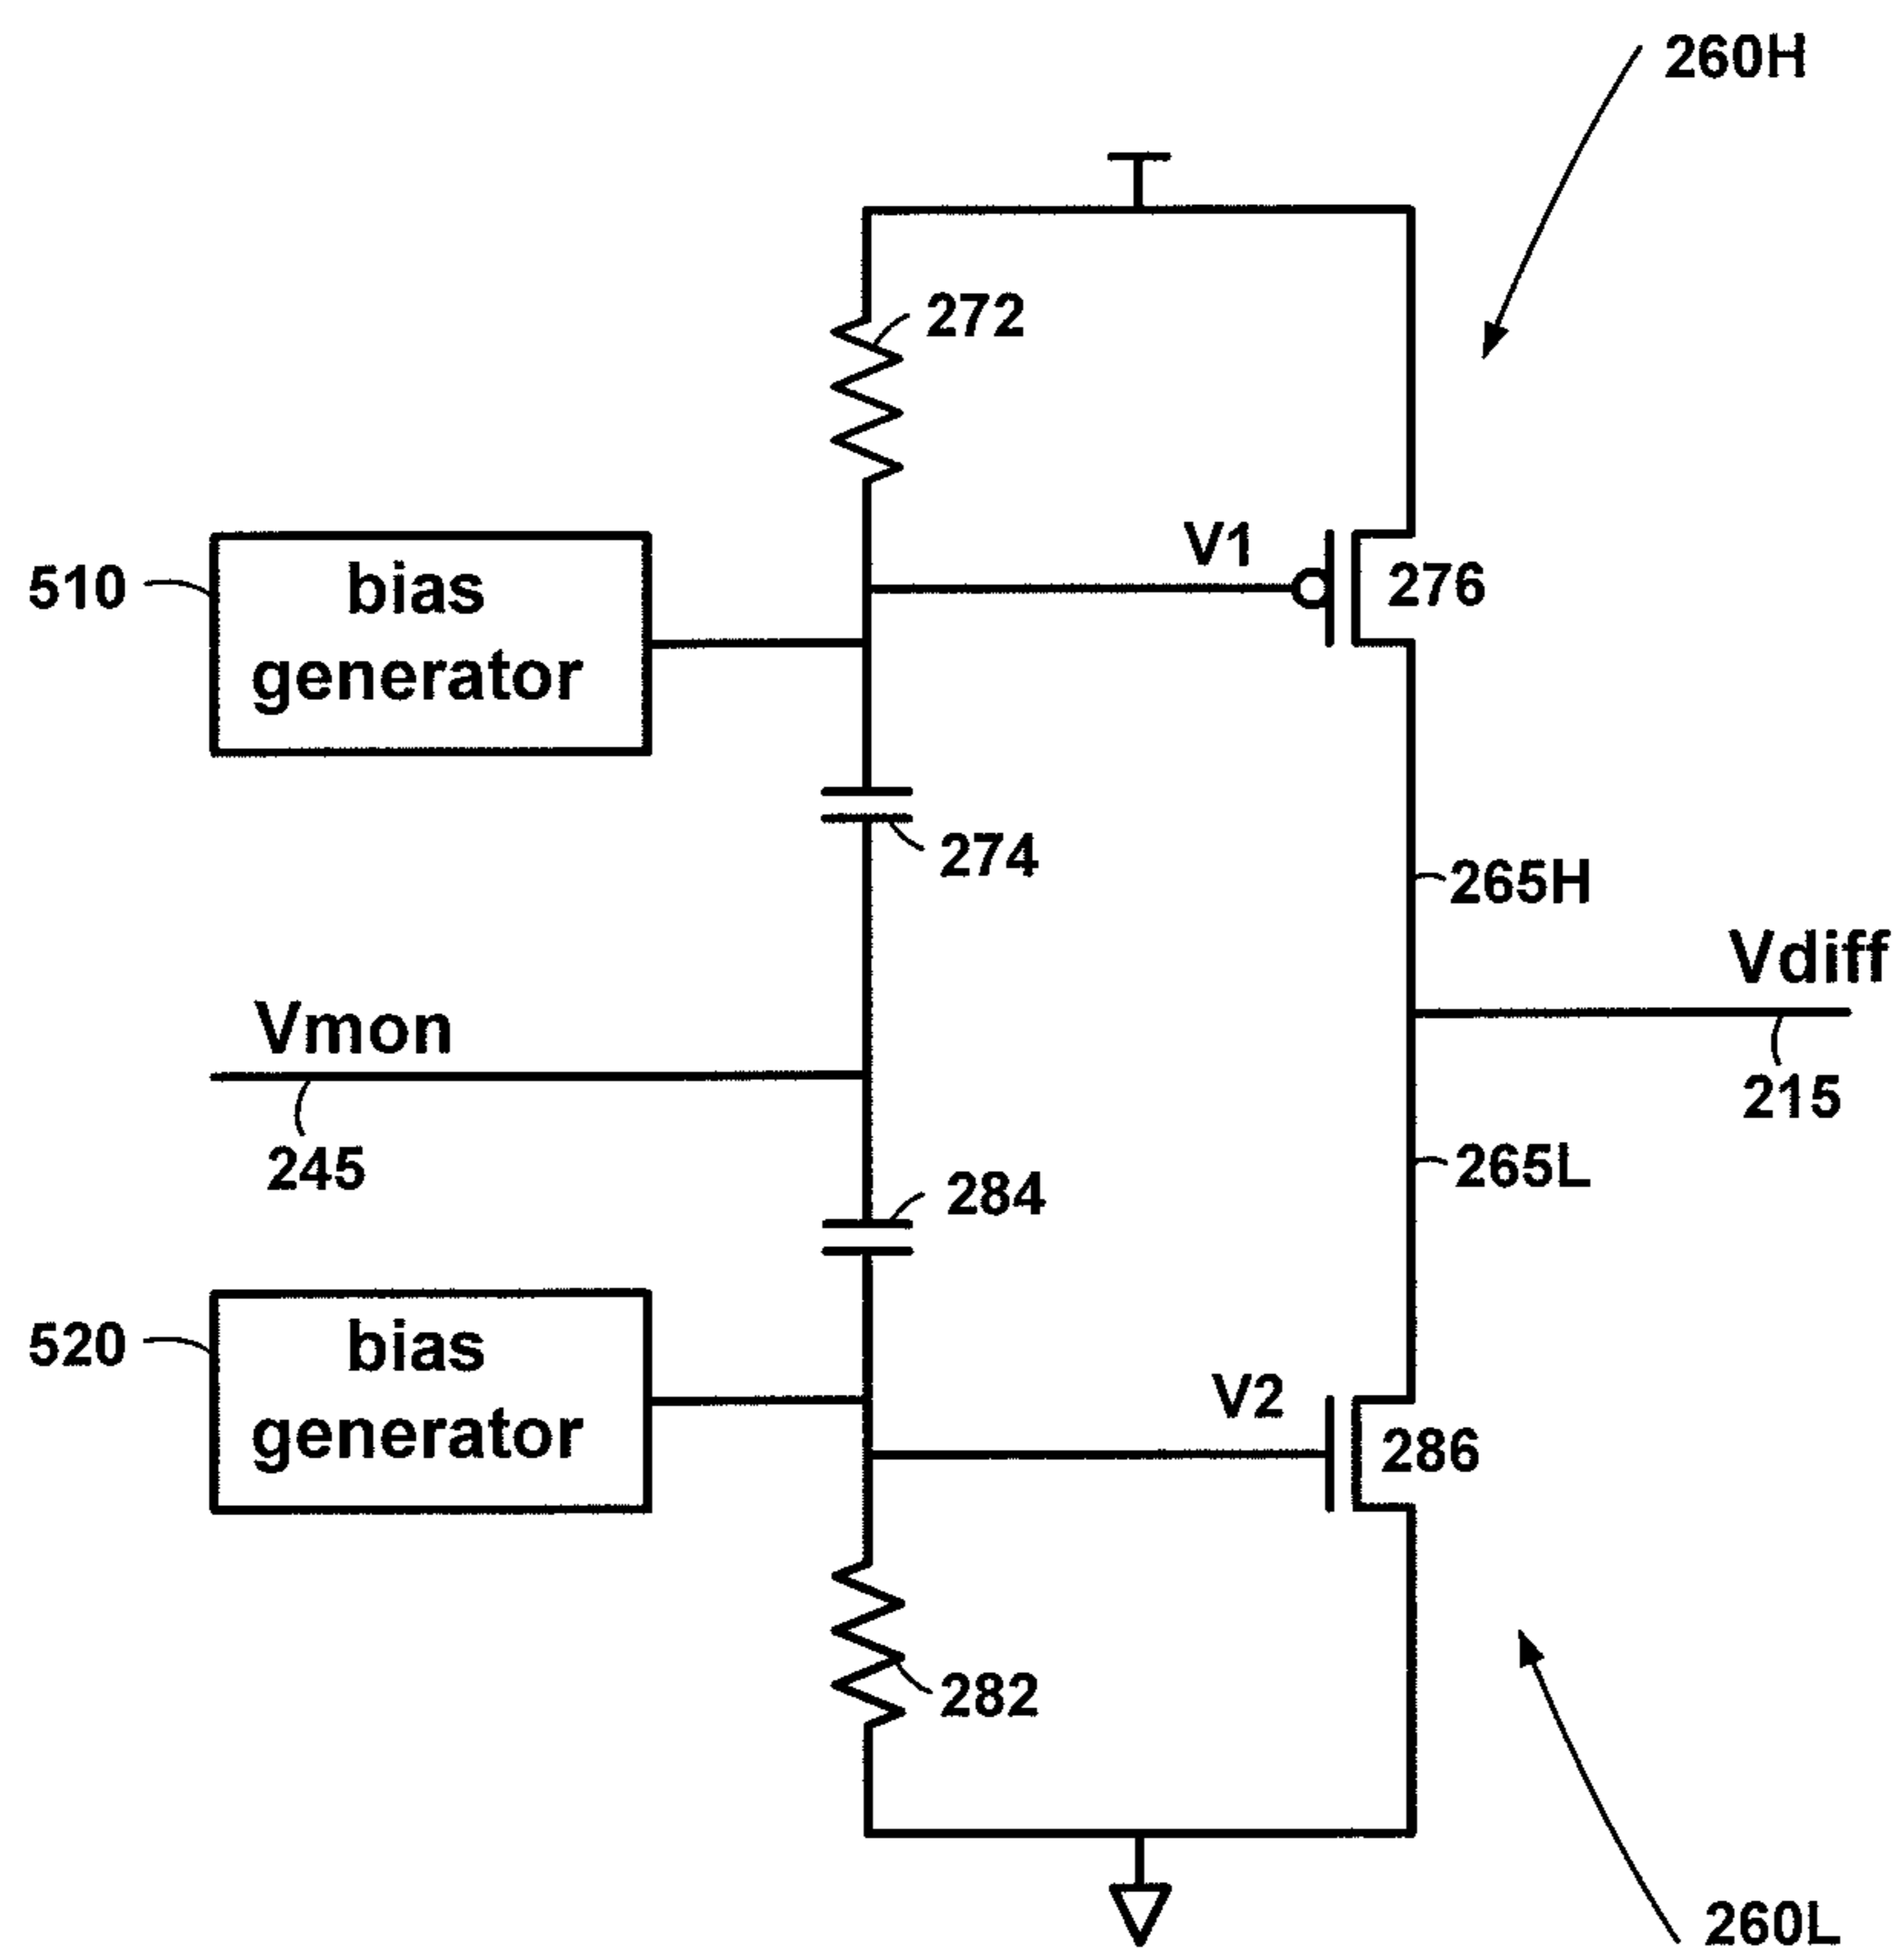 260H
272
V1
276
510
bias
generator
274
265H
Vdiff
215
Vmon
245
265L
284
520
bias
generator
V2
286
282
260L